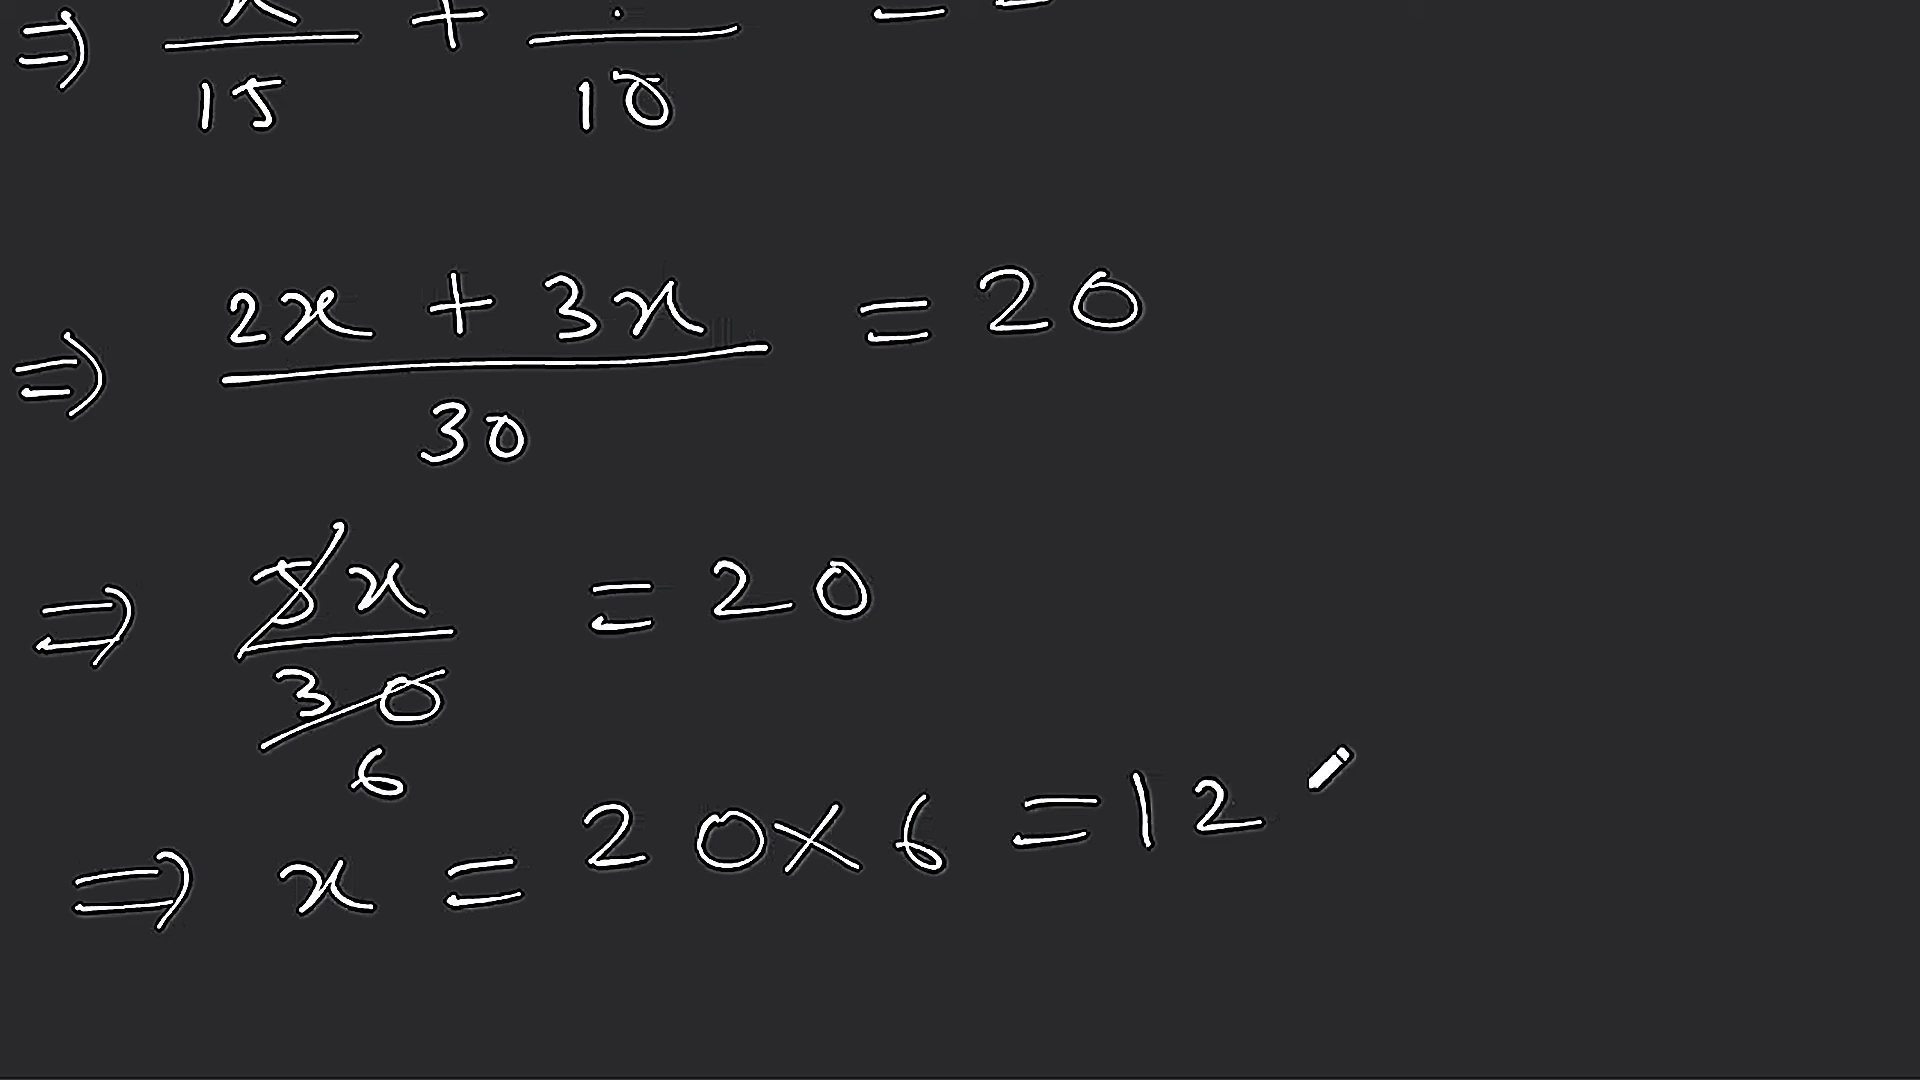 ⇒ x/15 + /10 =
⇒ (2x + 3x)/30 = 20
⇒ 5x/30 = 20
6
⇒ x = 20 × 6 = 12